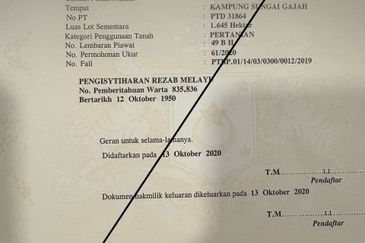 Tempat : KAMPUNG SUNGAI GAJAH
No PT : PTD 31864
Luas Lot Sementara : 1.645 Hektar
Kategori Penggunaan Tanah : PERTANIAN
No. Lembaran Piawai : 49 B II
No. Permohonan Ukur : 61/2020
No. Fail : PTMP.01/14/03/0300/0012/2019
PENGISYTIHARAN REZAB MELAYU
No. Pemberitahuan Warta 835,836
Bertarikh 12 Oktober 1950
Geran untuk selama-lamanya.
Didaftarkan pada 13 Oktober 2020
T.M
Pendaftar
Dokumen hakmilik keluaran dikeluarkan pada 13 Oktober 2020
T.M
Pendaftar